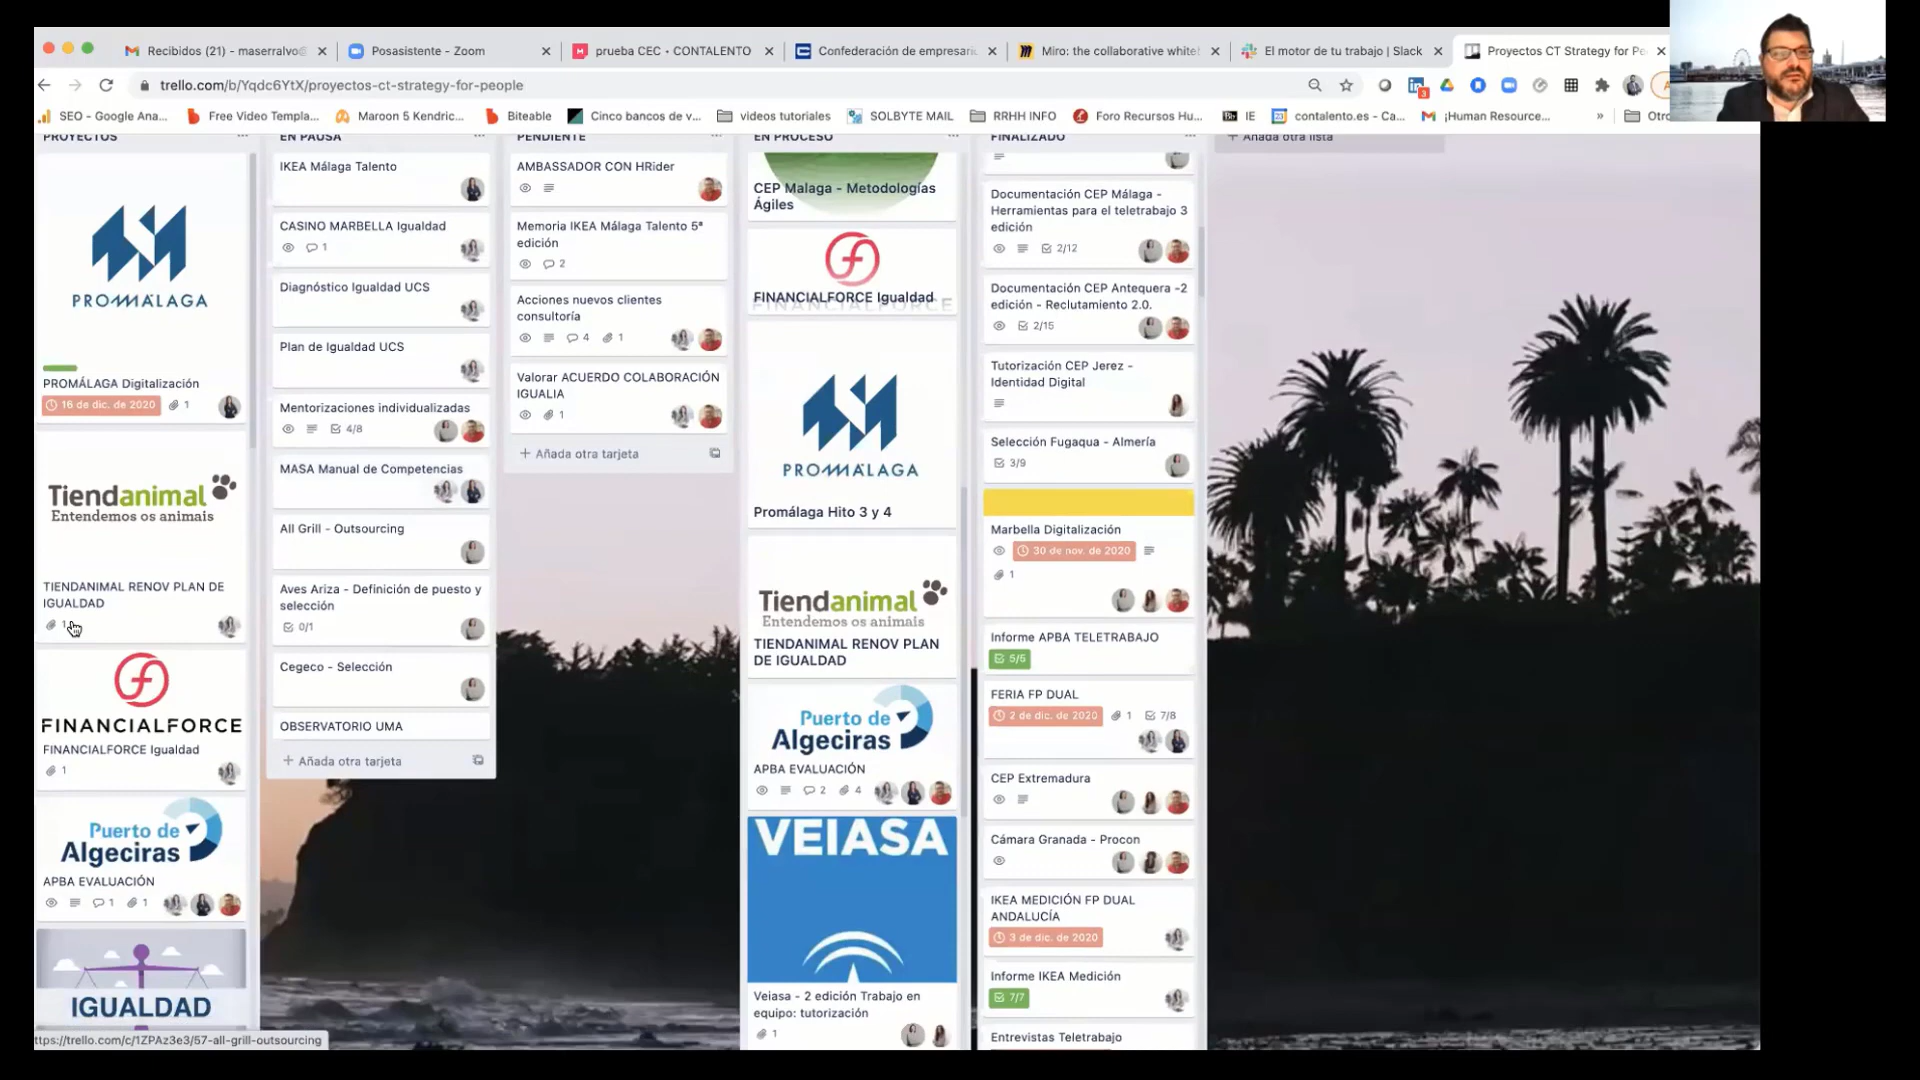 Recibidos (21) - maserralvo@
Posasistente - Zoom
prueba CEC • CONTALENTO
Confederación de empresari
Miro: the collaborative white
El motor de tu trabajo | Slack
Proyectos CT Strategy for Pe
trello.com/b/Yqdc6YtX/proyectos-ct-strategy-for-people
3
SEO - Google Ana...
Free Video Templa...
Maroon 5 Kendric...
Biteable
Cinco bancos de v...
videos tutoriales
SOLBYTE MAIL
RRHH INFO
Foro Recursos Hu...
IE
contalento.es - Ca...
¡Human Resource...
»
Otro
PROYECTOS
PROMÁLAGA
PROMÁLAGA Digitalización
16 de dic. de 2020
1
Tiendanimal
Entendemos os animais
TIENDANIMAL RENOV PLAN DE
IGUALDAD
1
FINANCIALFORCE
FINANCIALFORCE Igualdad
1
Puerto de
Algeciras
APBA EVALUACIÓN
1 1
IGUALDAD
ttps://trello.com/c/1ZPAz3e3/57-all-grill-outsourcing
EN PAUSA
IKEA Málaga Talento
CASINO MARBELLA Igualdad
1
Diagnóstico Igualdad UCS
Plan de Igualdad UCS
Mentorizaciones individualizadas
4/8
MASA Manual de Competencias
All Grill - Outsourcing
Aves Ariza - Definición de puesto y
selección
0/1
Cegeco - Selección
OBSERVATORIO UMA
+ Añada otra tarjeta
PENDIENTE
AMBASSADOR CON HRider
Memoria IKEA Málaga Talento 5ª
edición
2
Acciones nuevos clientes
consultoría
4 1
Valorar ACUERDO COLABORACIÓN
IGUALIA
1
+ Añada otra tarjeta
EN PROCESO
CEP Malaga - Metodologías
Ágiles
FINANCIALFORCE Igualdad
FINANCIALFORCE
PROMÁLAGA
Promálaga Hito 3 y 4
Tiendanimal
Entendemos os animais
TIENDANIMAL RENOV PLAN
DE IGUALDAD
Puerto de
Algeciras
APBA EVALUACIÓN
2 4
VEIASA
Veiasa - 2 edición Trabajo en
equipo: tutorización
1
FINALIZADO
Documentación CEP Málaga -
Herramientas para el teletrabajo 3
edición
2/12
Documentación CEP Antequera -2
edición - Reclutamiento 2.0.
2/15
Tutorización CEP Jerez -
Identidad Digital
Selección Fugaqua - Almería
3/9
Marbella Digitalización
30 de nov. de 2020
1
Informe APBA TELETRABAJO
5/5
FERIA FP DUAL
2 de dic. de 2020 1 7/8
CEP Extremadura
Cámara Granada - Procon
IKEA MEDICIÓN FP DUAL
ANDALUCÍA
3 de dic. de 2020
Informe IKEA Medición
7/7
Entrevistas Teletrabajo
+ Añada otra lista